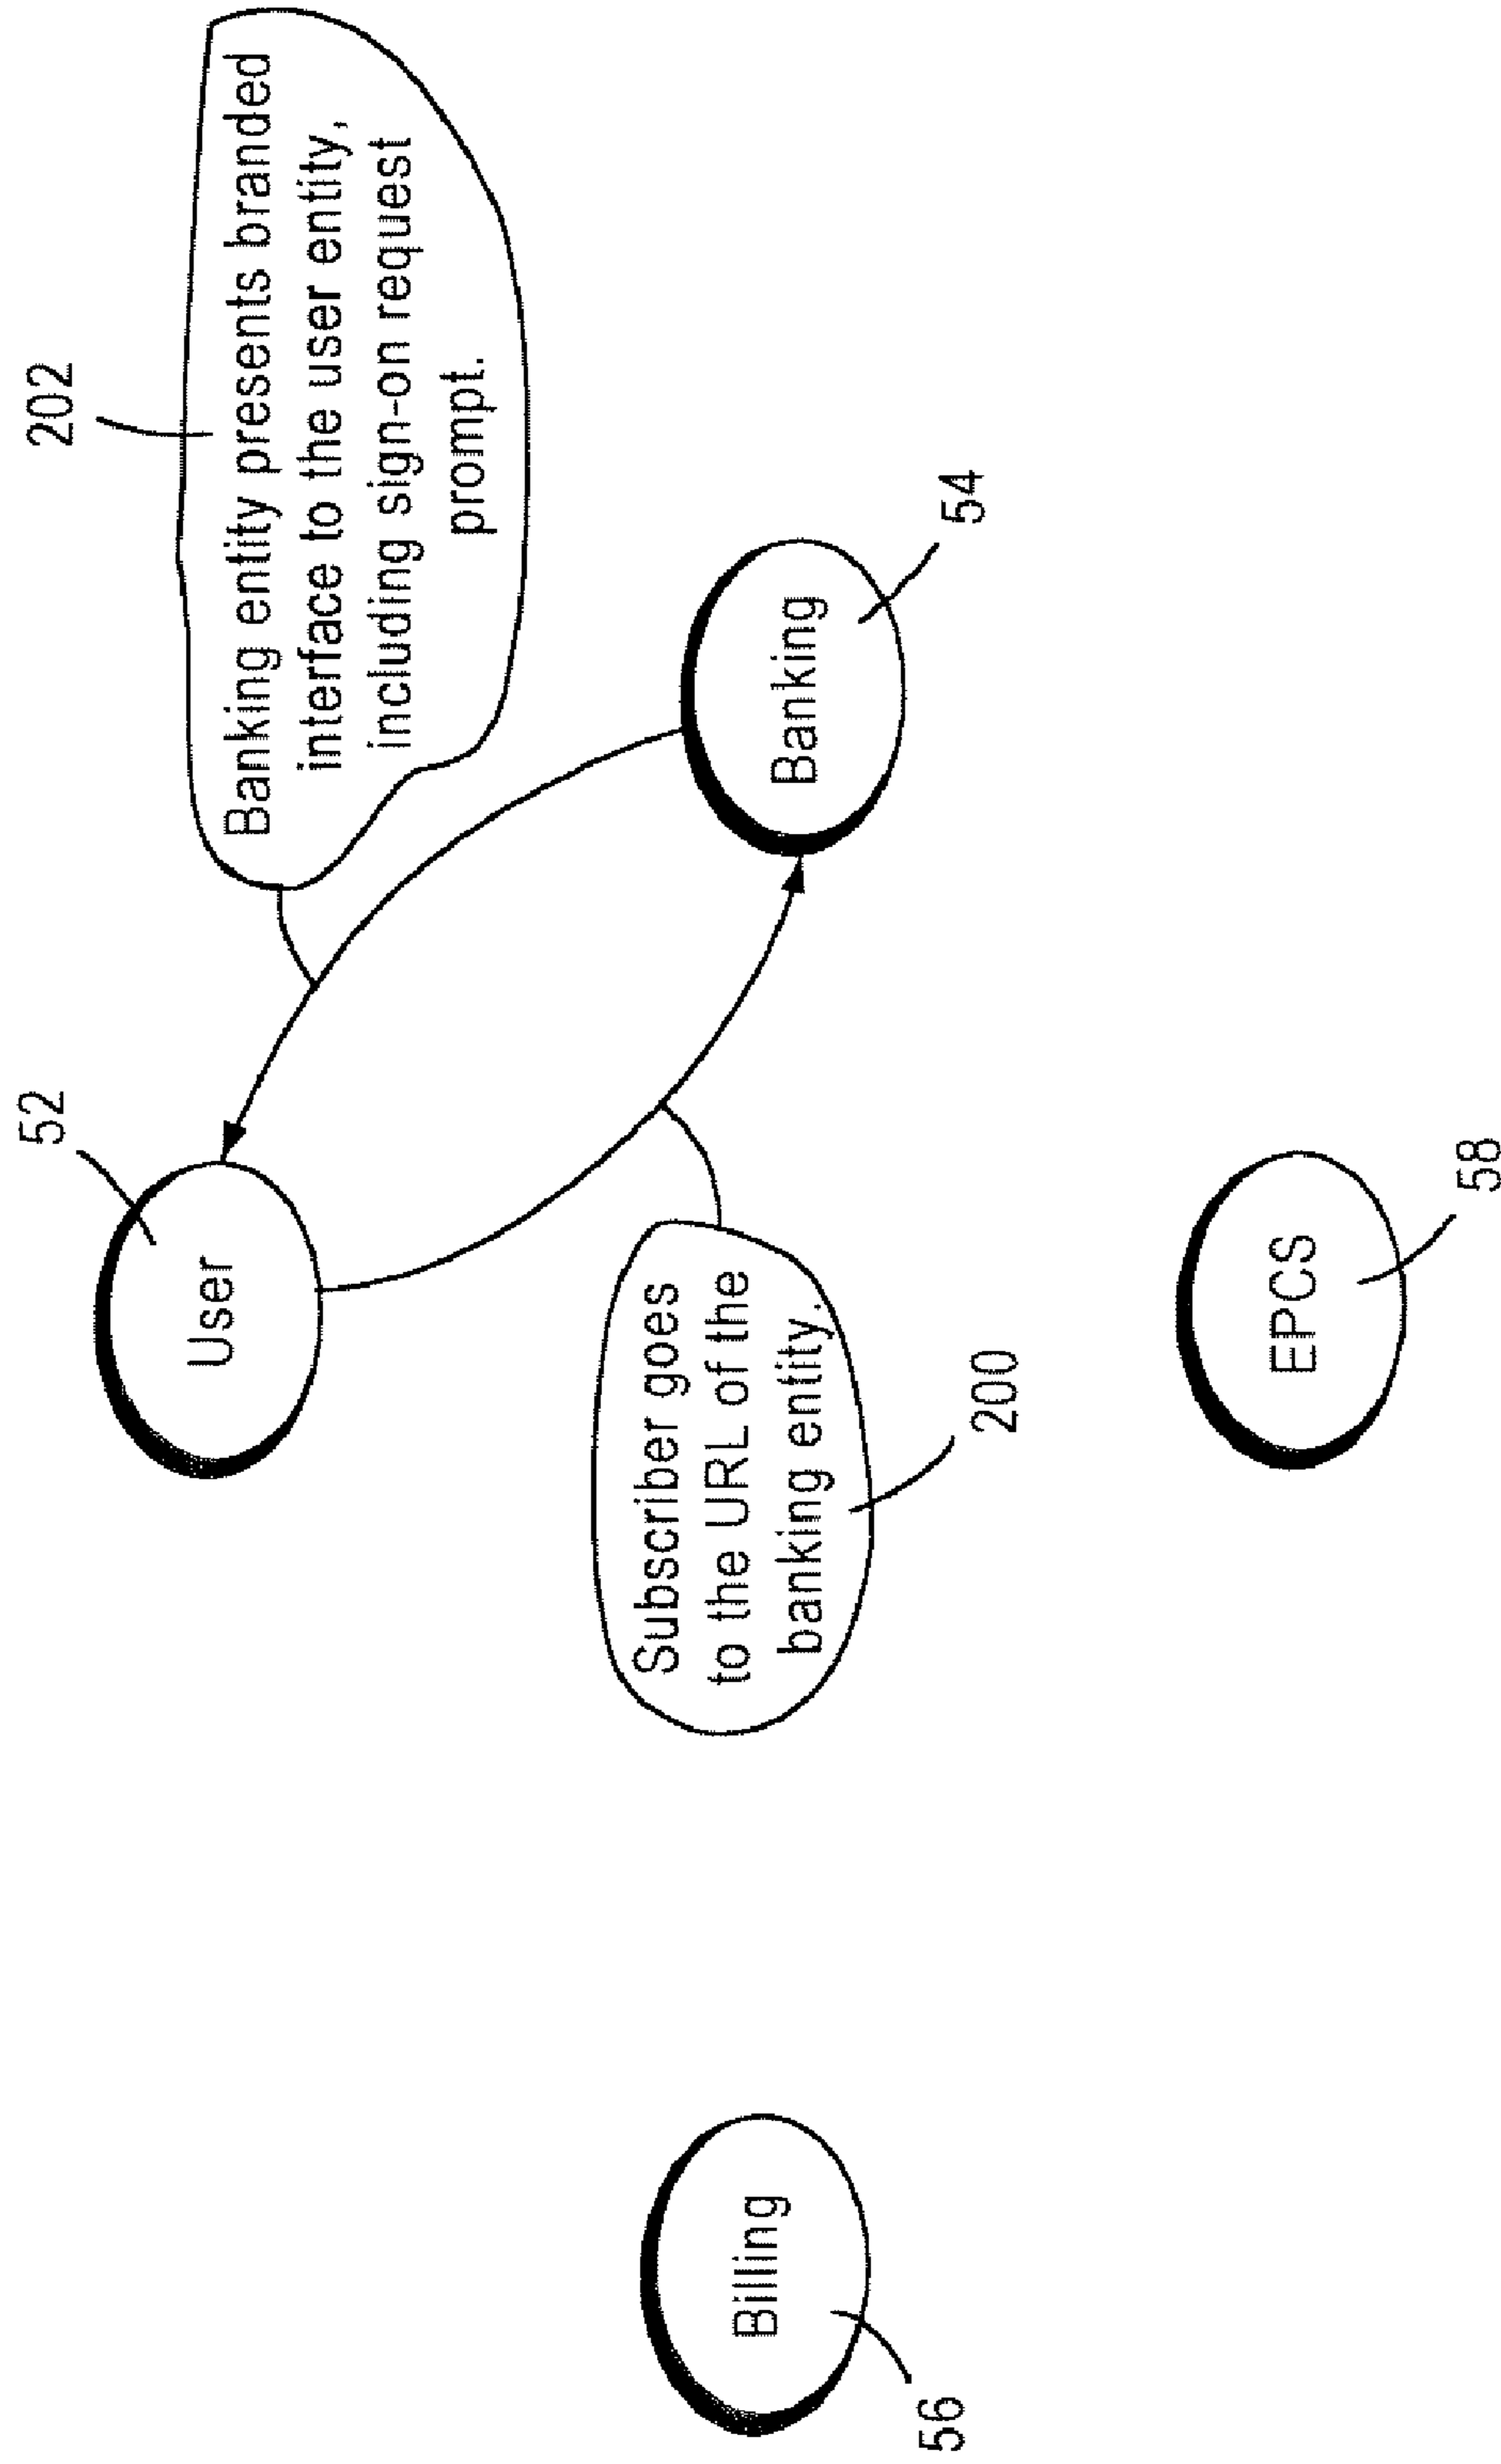 202
Banking entity presents branded
interface to the user entity,
including sign-on request
prompt.
52
User
Banking
54
Subscriber goes
to the URL of the
banking entity.
200
Billing
56
EPCS
58